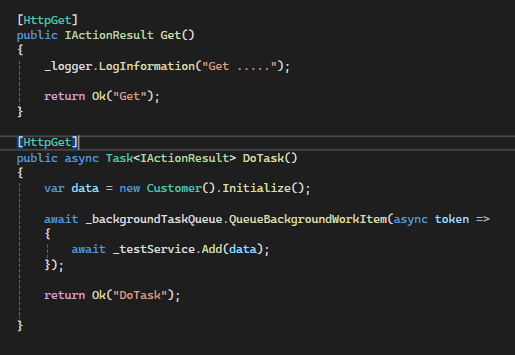 [HttpGet]
public IActionResult Get()
{
_logger.LogInformation("Get .....");
return Ok("Get");
}
[HttpGet]
public async Task<IActionResult> DoTask()
{
var data = new Customer().Initialize();
await _backgroundTaskQueue.QueueBackgroundWorkItem(async token =>
{
await _testService.Add(data);
});
return Ok("DoTask");
}